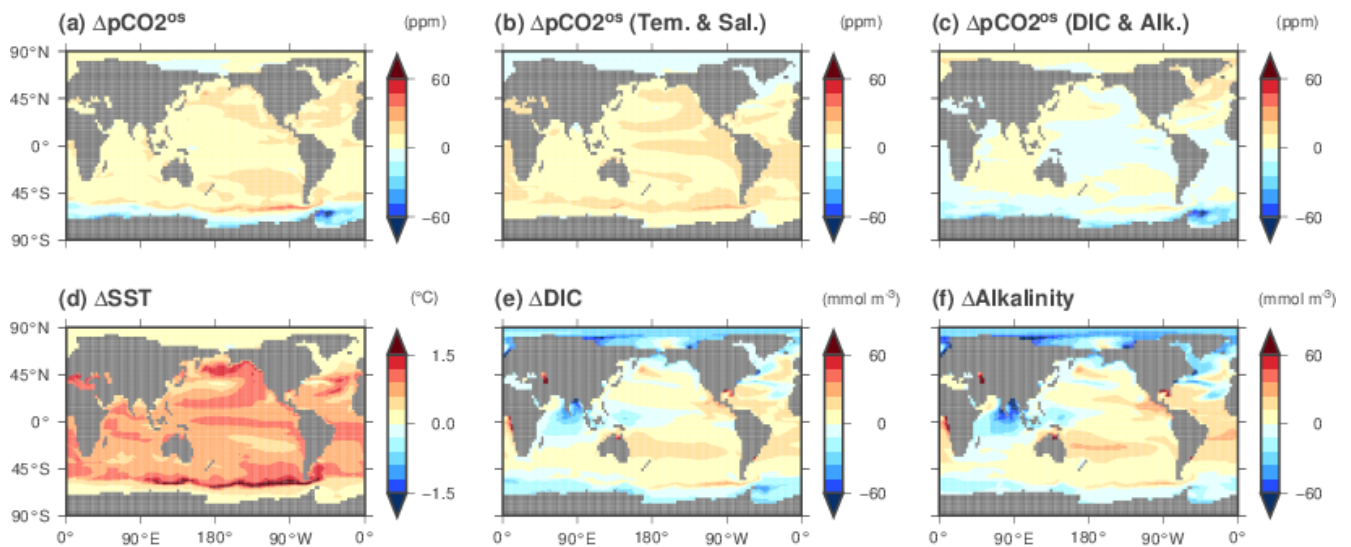 (a) ΔpCO2ᵒˢ (ppm)
(b) ΔpCO2ᵒˢ (Tem. & Sal.) (ppm)
(c) ΔpCO2ᵒˢ (DIC & Alk.) (ppm)
90°N
45°N
0°
45°S
90°S
60
0
−60
60
0
−60
60
0
−60
(d) ΔSST (°C)
(e) ΔDIC (mmol m⁻³)
(f) ΔAlkalinity (mmol m⁻³)
90°N
45°N
0°
45°S
90°S
1.5
0.0
−1.5
60
0
−60
60
0
−60
0° 90°E 180° 90°W 0°
0° 90°E 180° 90°W 0°
0° 90°E 180° 90°W 0°